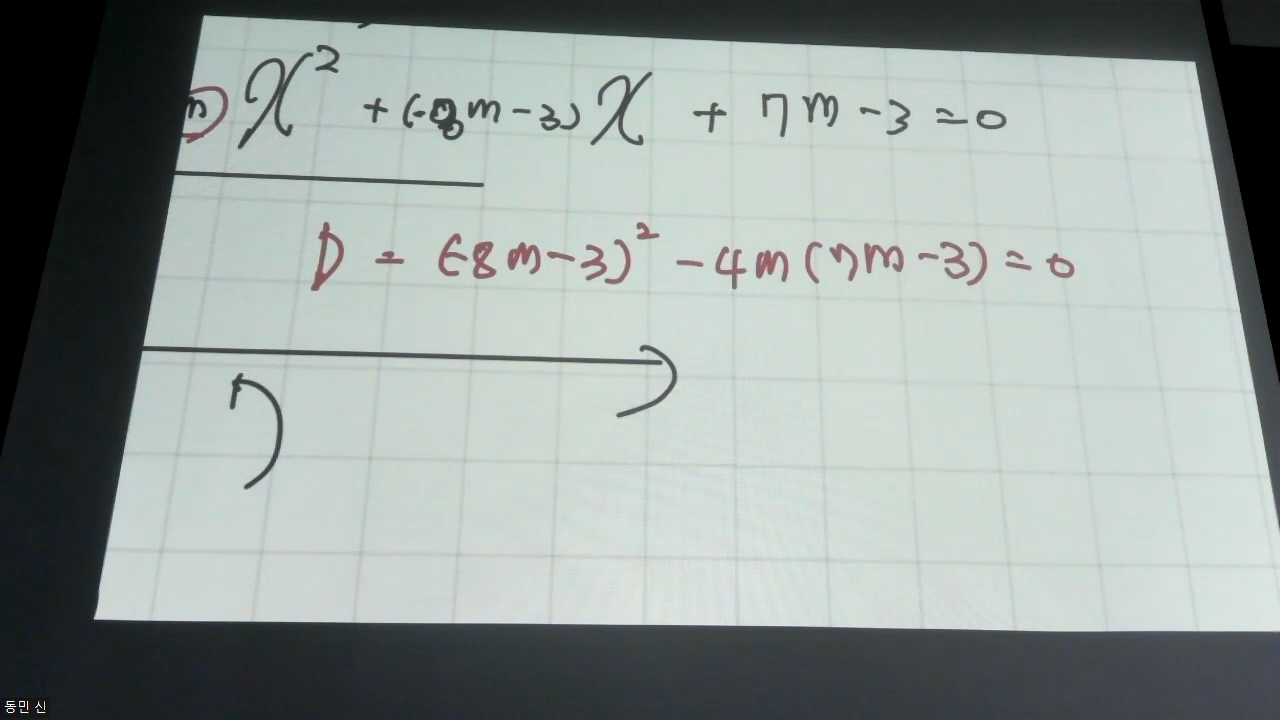 m) x² + (-8m-3)x + 7m-3=0
D = (-8m-3)² - 4m(7m-3)=0
동민 신